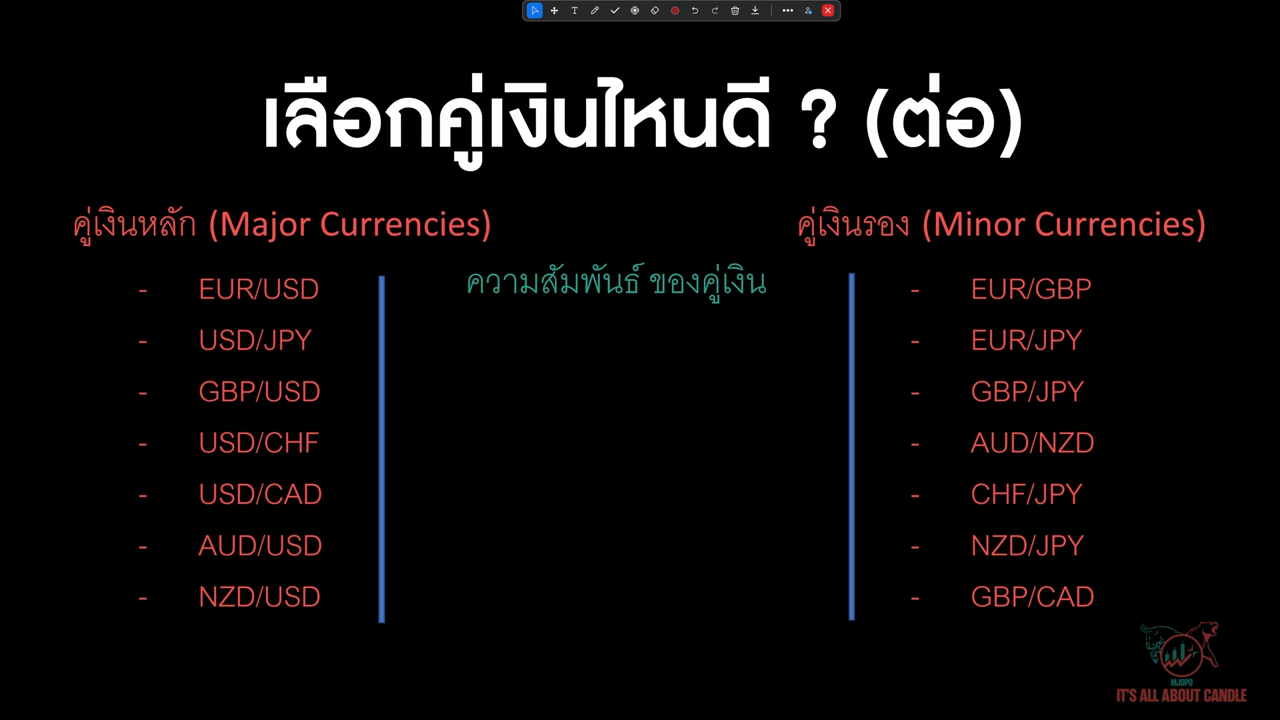 เลือกคู่เงินไหนดี ? (ต่อ)
คู่เงินหลัก (Major Currencies)
- EUR/USD
- USD/JPY
- GBP/USD
- USD/CHF
- USD/CAD
- AUD/USD
- NZD/USD
ความสัมพันธ์ ของคู่เงิน
คู่เงินรอง (Minor Currencies)
- EUR/GBP
- EUR/JPY
- GBP/JPY
- AUD/NZD
- CHF/JPY
- NZD/JPY
- GBP/CAD
MJOPO
IT'S ALL ABOUT CANDLE